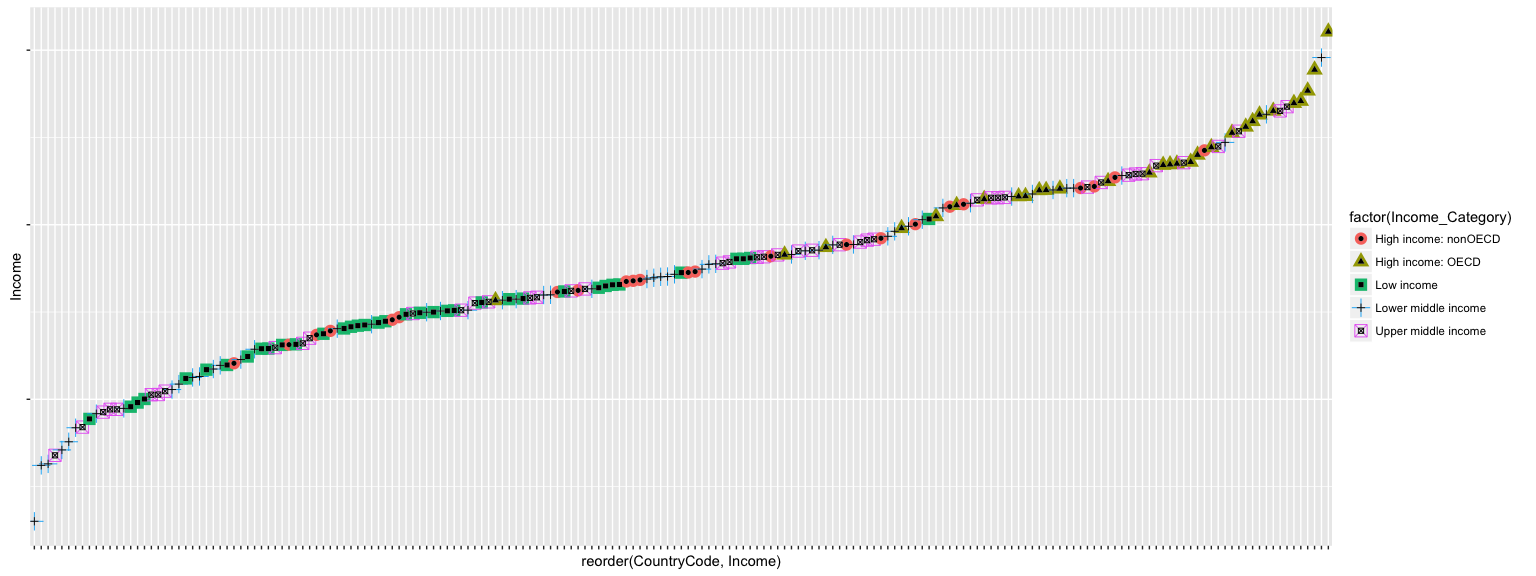 Income
reorder(CountryCode, Income)
factor(Income_Category)
High income: nonOECD
High income: OECD
Low income
Lower middle income
Upper middle income